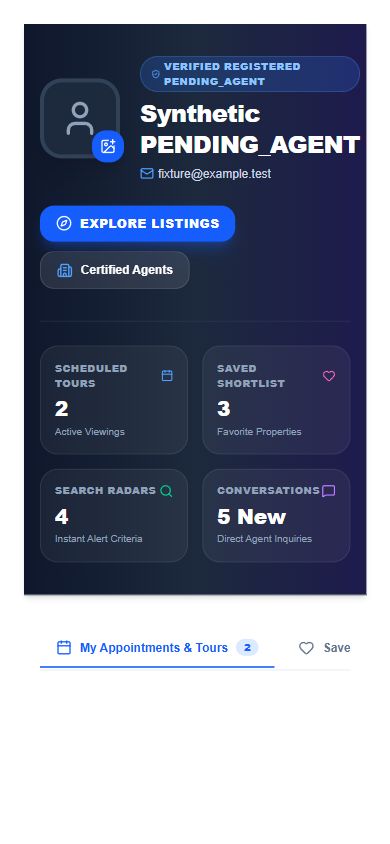 VERIFIED REGISTERED
PENDING_AGENT
Synthetic
PENDING_AGENT
fixture@example.test
EXPLORE LISTINGS
Certified Agents
SCHEDULED
TOURS
2
Active Viewings
SAVED
SHORTLIST
3
Favorite Properties
SEARCH RADARS
4
Instant Alert Criteria
CONVERSATIONS
5 New
Direct Agent Inquiries
My Appointments & Tours 2
Save